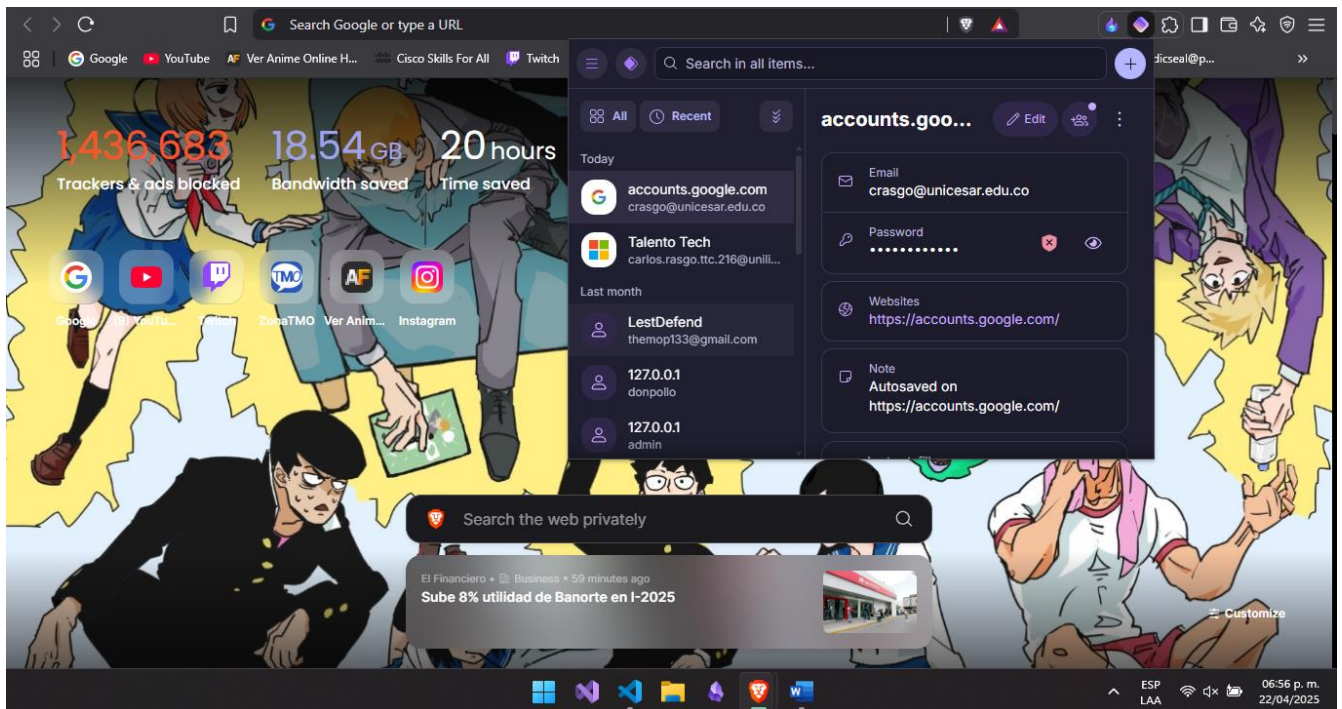 Search Google or type a URL
Google
YouTube
Ver Anime Online H...
Cisco Skills For All
Twitch
dicseal@p...
»
Search in all items...
All
Recent
accounts.goo...
Edit
1,436,683
18.54 GB
20 hours
Trackers & ads blocked
Bandwidth saved
Time saved
Today
accounts.google.com
crasgo@unicesar.edu.co
Talento Tech
carlos.rasgo.ttc.216@unili...
Last month
LestDefend
themop133@gmail.com
127.0.0.1
donpollo
127.0.0.1
admin
Email
crasgo@unicesar.edu.co
Password
••••••••••••
Websites
https://accounts.google.com/
Note
Autosaved on
https://accounts.google.com/
TMO
AF
Google
(9) YouTu...
Twitch
ZonaTMO
Ver Anim...
Instagram
Search the web privately
El Financiero • Business • 59 minutes ago
Sube 8% utilidad de Banorte en I-2025
Customize
ESP
LAA
06:56 p. m.
22/04/2025